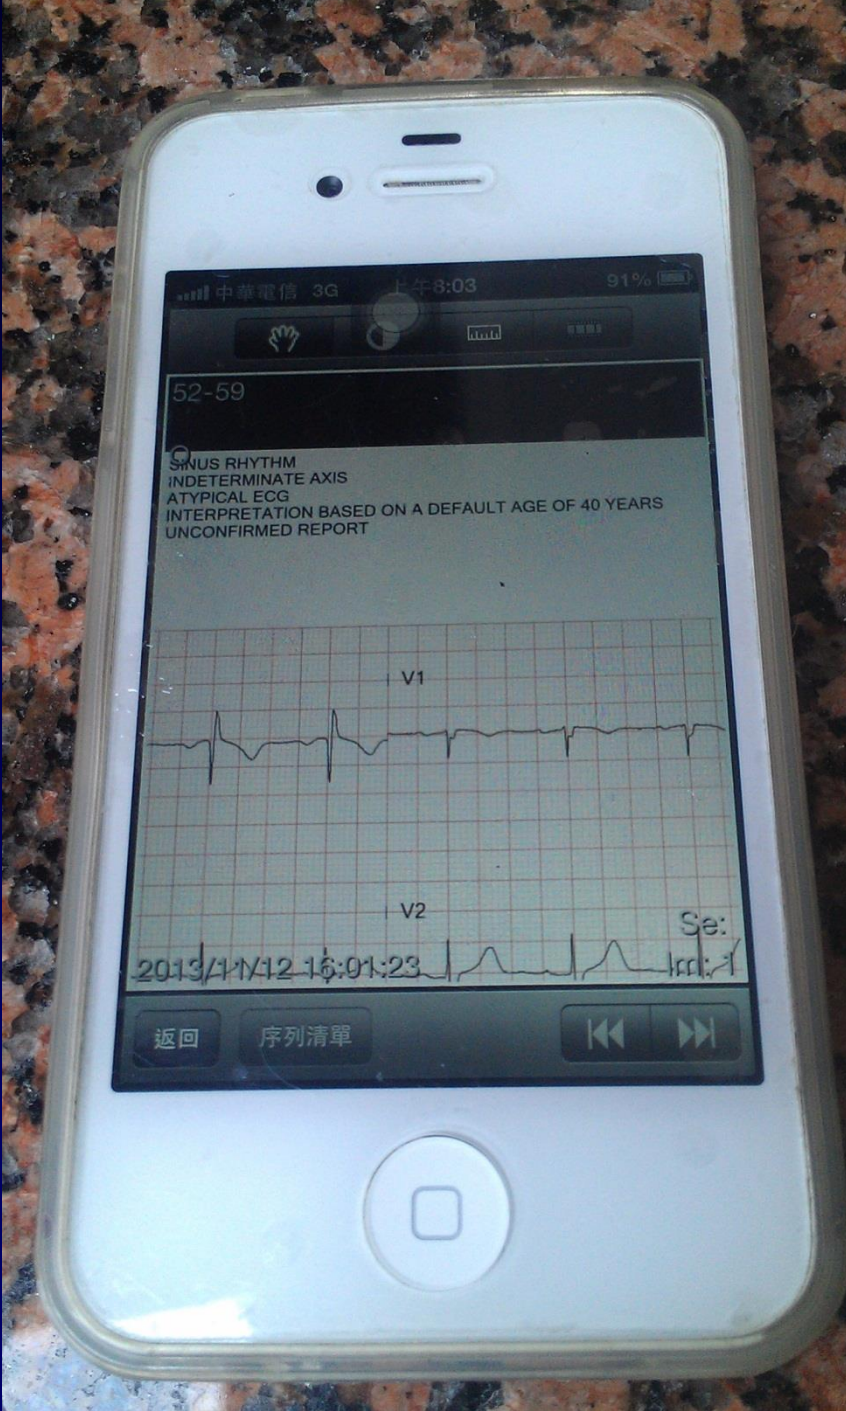 中華電信 3G 上午8:03 91%
52-59
SINUS RHYTHM
INDETERMINATE AXIS
ATYPICAL ECG
INTERPRETATION BASED ON A DEFAULT AGE OF 40 YEARS
UNCONFIRMED REPORT
V1
V2
Se:
2013/11/12 16:01:23 Im: 1
返回 序列清單